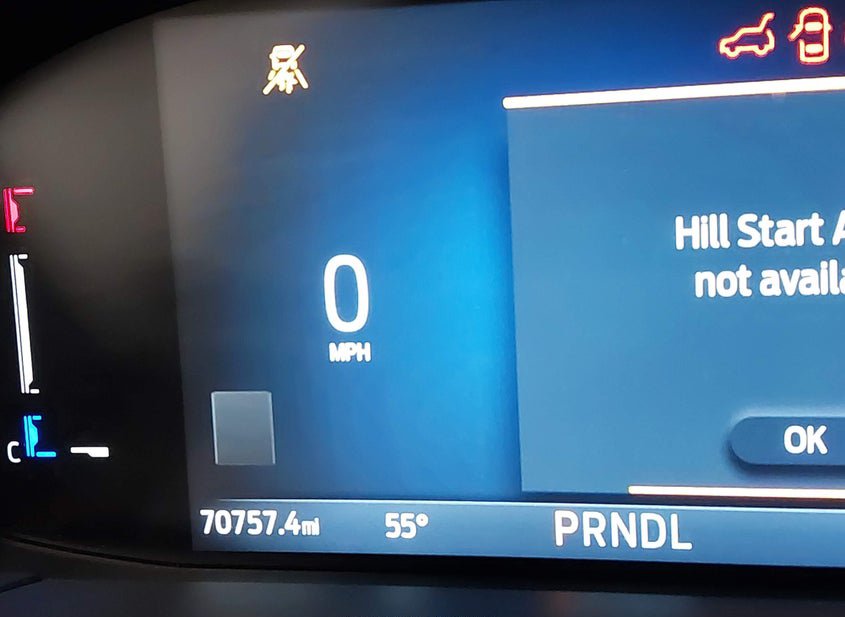 Hill Start A
not availa
0
MPH
OK
C
70757.4mi 55° PRNDL